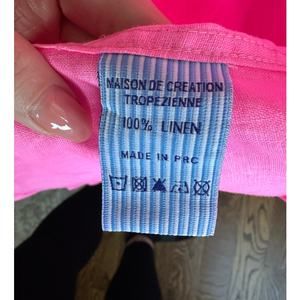 MAISON DE CREATION
TROPEZIENNE
100% LINEN
MADE IN PRC